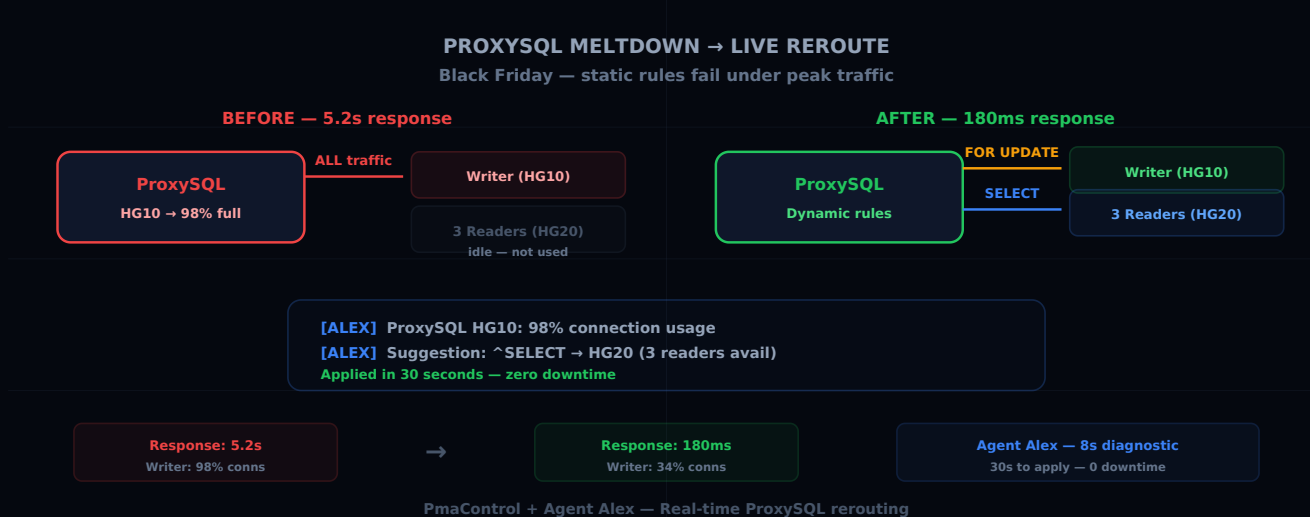 PROXYSQL MELTDOWN → LIVE REROUTE
Black Friday — static rules fail under peak traffic
BEFORE — 5.2s response
ProxySQL
HG10 → 98% full
ALL traffic
Writer (HG10)
3 Readers (HG20)
idle — not used
AFTER — 180ms response
ProxySQL
Dynamic rules
FOR UPDATE
SELECT
Writer (HG10)
3 Readers (HG20)
[ALEX] ProxySQL HG10: 98% connection usage
[ALEX] Suggestion: ^SELECT → HG20 (3 readers avail)
Applied in 30 seconds — zero downtime
Response: 5.2s
Writer: 98% conns
→
Response: 180ms
Writer: 34% conns
Agent Alex — 8s diagnostic
30s to apply — 0 downtime
PmaControl + Agent Alex — Real-time ProxySQL rerouting